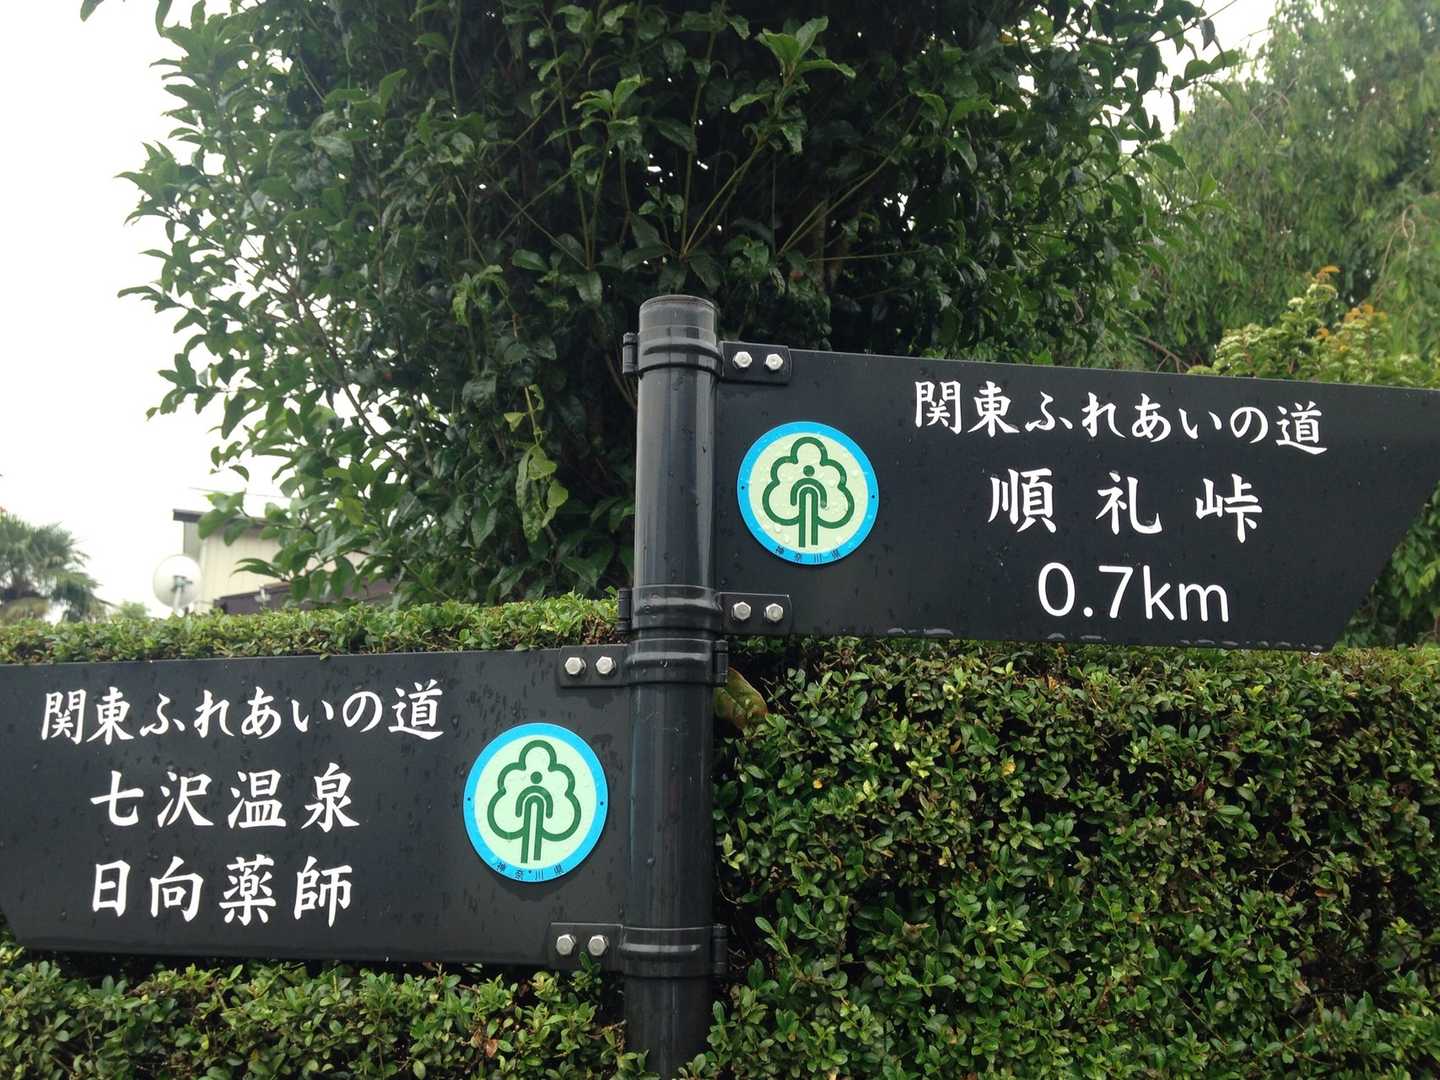 関東ふれあいの道
順礼峠
0.7km
神奈川県
関東ふれあいの道
七沢温泉
日向薬師
神奈川県